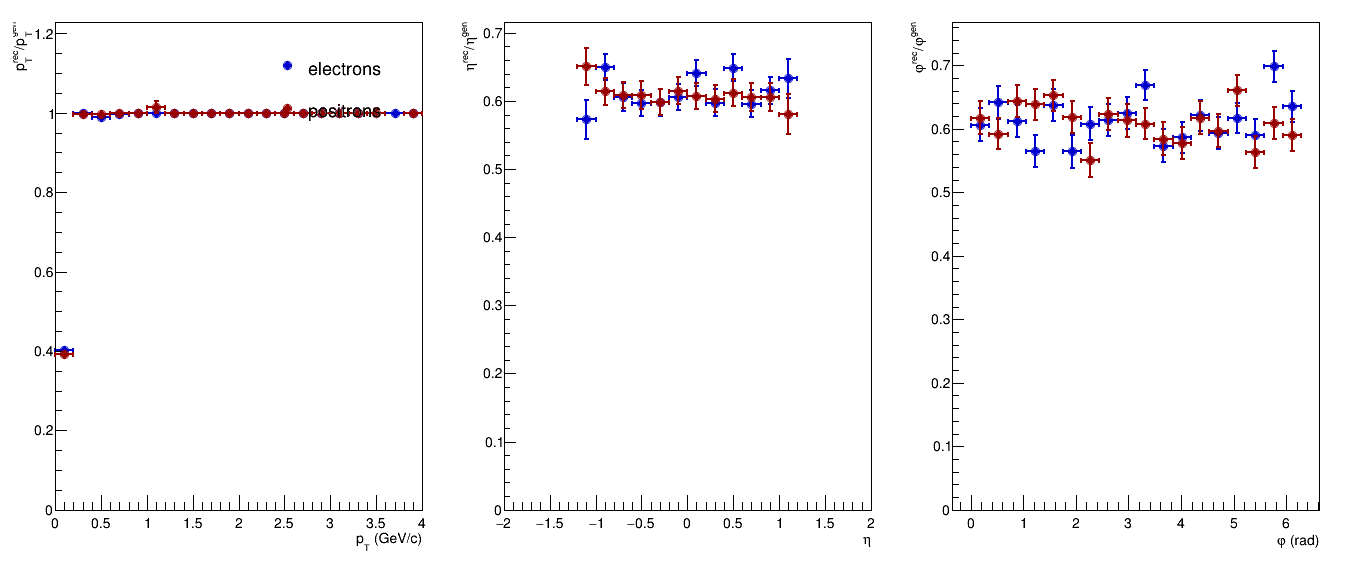 p_T^rec/p_T^gen
1.2
1
0.8
0.6
0.4
0.2
0
0 0.5 1 1.5 2 2.5 3 3.5 4
p_T (GeV/c)
electrons
positrons
η^rec/η^gen
0.7
0.6
0.5
0.4
0.3
0.2
0.1
0
−2 −1.5 −1 −0.5 0 0.5 1 1.5 2
η
φ^rec/φ^gen
0.7
0.6
0.5
0.4
0.3
0.2
0.1
0
0 1 2 3 4 5 6
φ (rad)